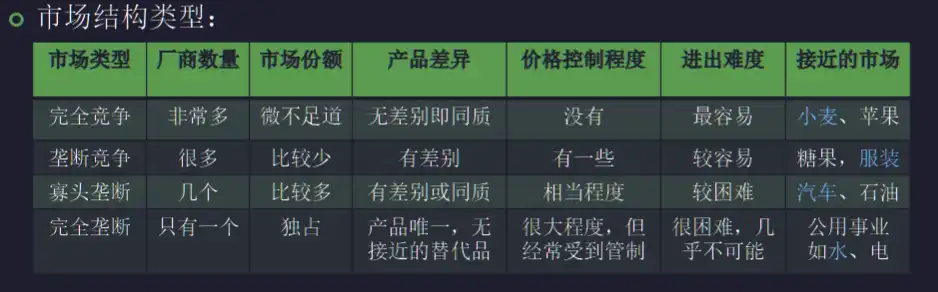 市场结构类型：
市场类型 厂商数量 市场份额 产品差异 价格控制程度 进出难度 接近的市场
完全竞争 非常多 微不足道 无差别即同质 没有 最容易 小麦、苹果
垄断竞争 很多 比较少 有差别 有一些 较容易 糖果，服装
寡头垄断 几个 比较多 有差别或同质 相当程度 较困难 汽车、石油
完全垄断 只有一个 独占 产品唯一，无 很大程度，但 很困难，几 公用事业
接近的替代品 经常受到管制 乎不可能 如水、电